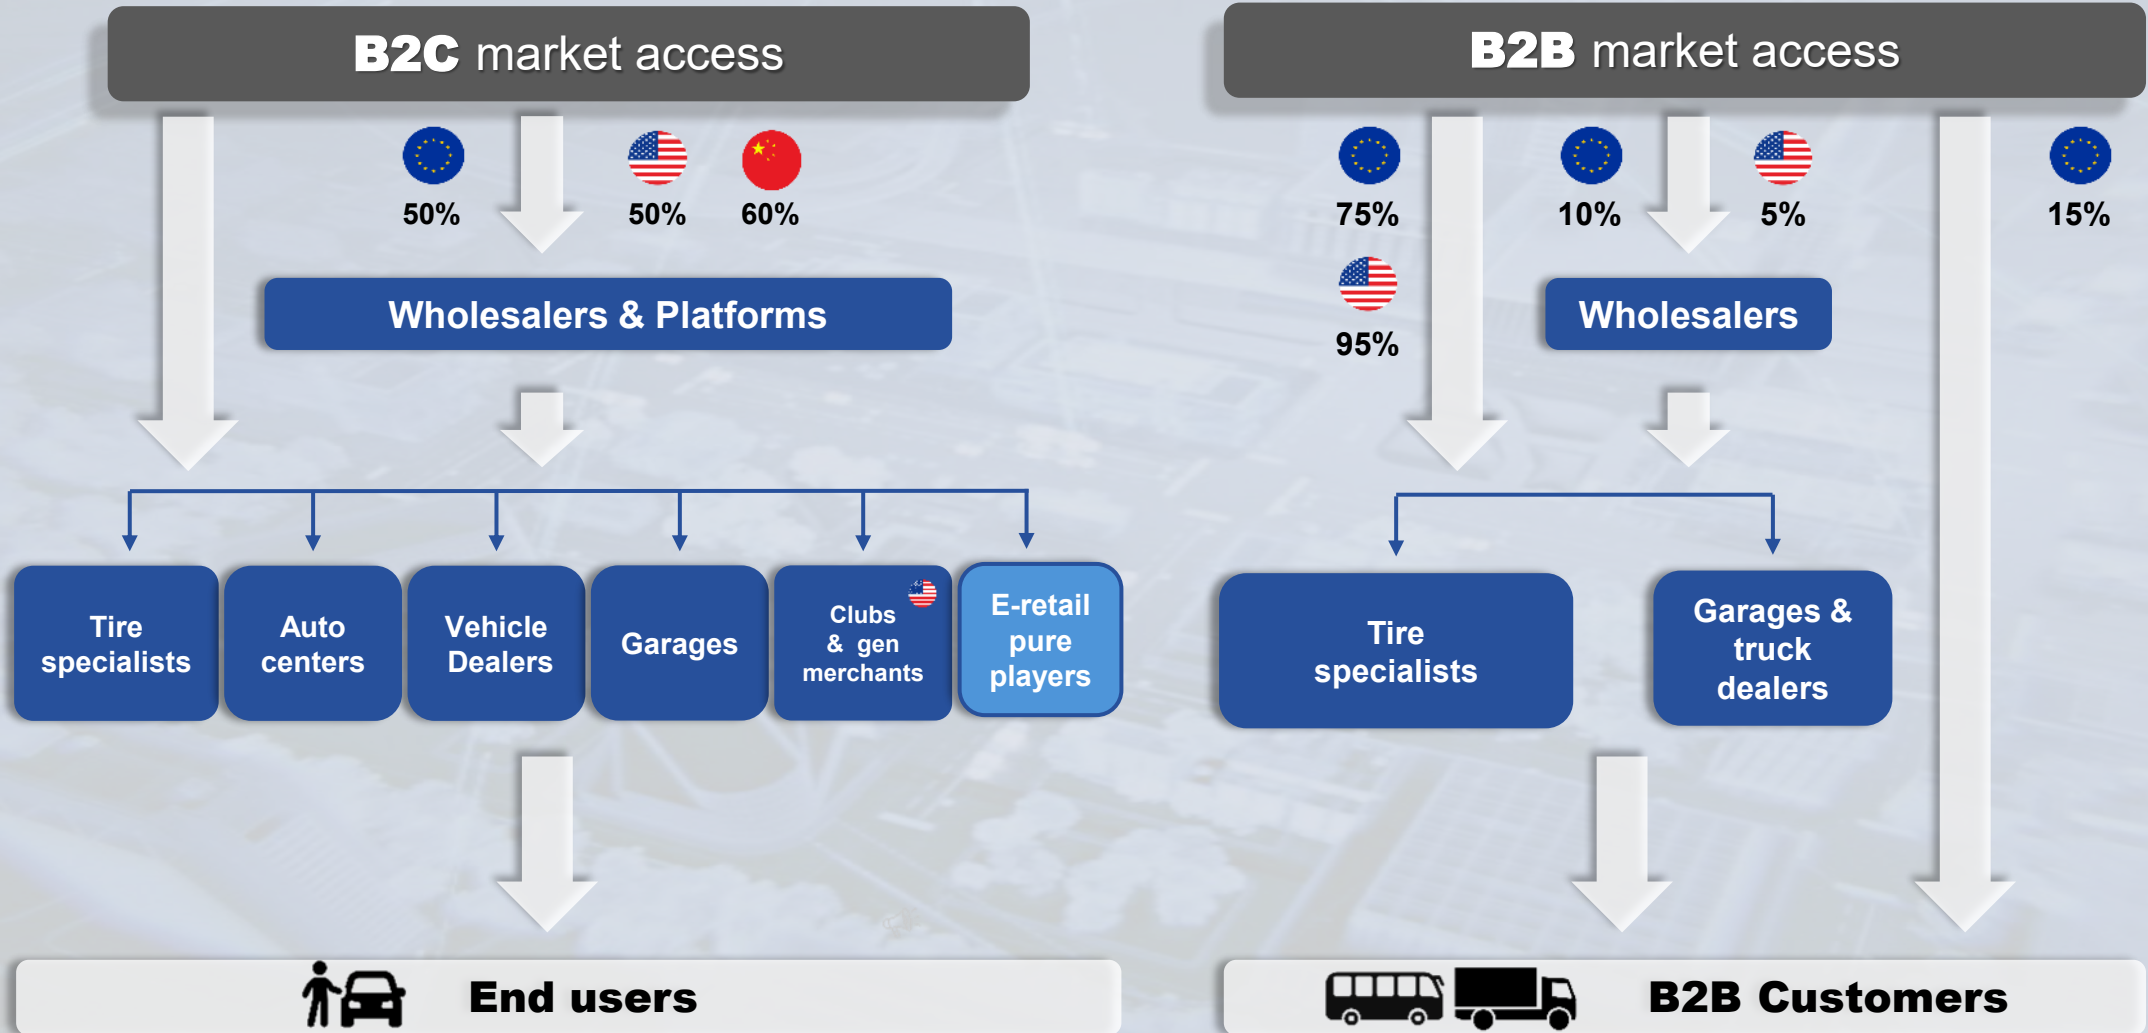 B2C market access
50%
50%
60%
Wholesalers & Platforms
Tire
specialists
Auto
centers
Vehicle
Dealers
Garages
Clubs
& gen
merchants
E-retail
pure
players
End users
B2B market access
75%
10%
5%
15%
95%
Wholesalers
Tire
specialists
Garages &
truck
dealers
B2B Customers